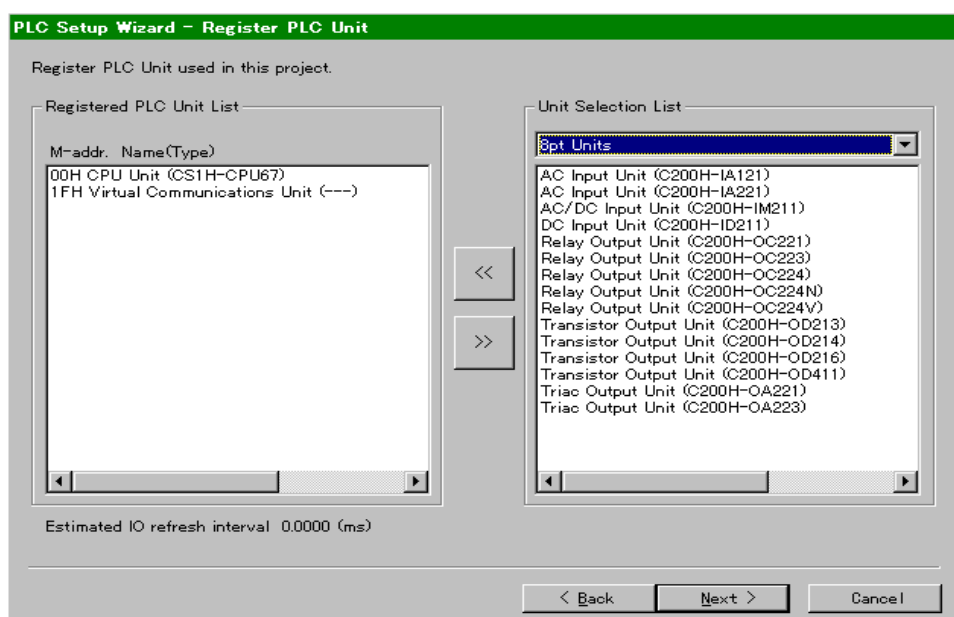 PLC Setup Wizard - Register PLC Unit
Register PLC Unit used in this project.
Registered PLC Unit List
M-addr. Name(Type)
00H CPU Unit (CS1H-CPU67)
1FH Virtual Communications Unit (---)
<<
>>
Unit Selection List
8pt Units
AC Input Unit (C200H-IA121)
AC Input Unit (C200H-IA221)
AC/DC Input Unit (C200H-IM211)
DC Input Unit (C200H-ID211)
Relay Output Unit (C200H-OC221)
Relay Output Unit (C200H-OC223)
Relay Output Unit (C200H-OC224)
Relay Output Unit (C200H-OC224N)
Relay Output Unit (C200H-OC224V)
Transistor Output Unit (C200H-OD213)
Transistor Output Unit (C200H-OD214)
Transistor Output Unit (C200H-OD216)
Transistor Output Unit (C200H-OD411)
Triac Output Unit (C200H-OA221)
Triac Output Unit (C200H-OA223)
Estimated IO refresh interval 0.0000 (ms)
< Back
Next >
Cancel